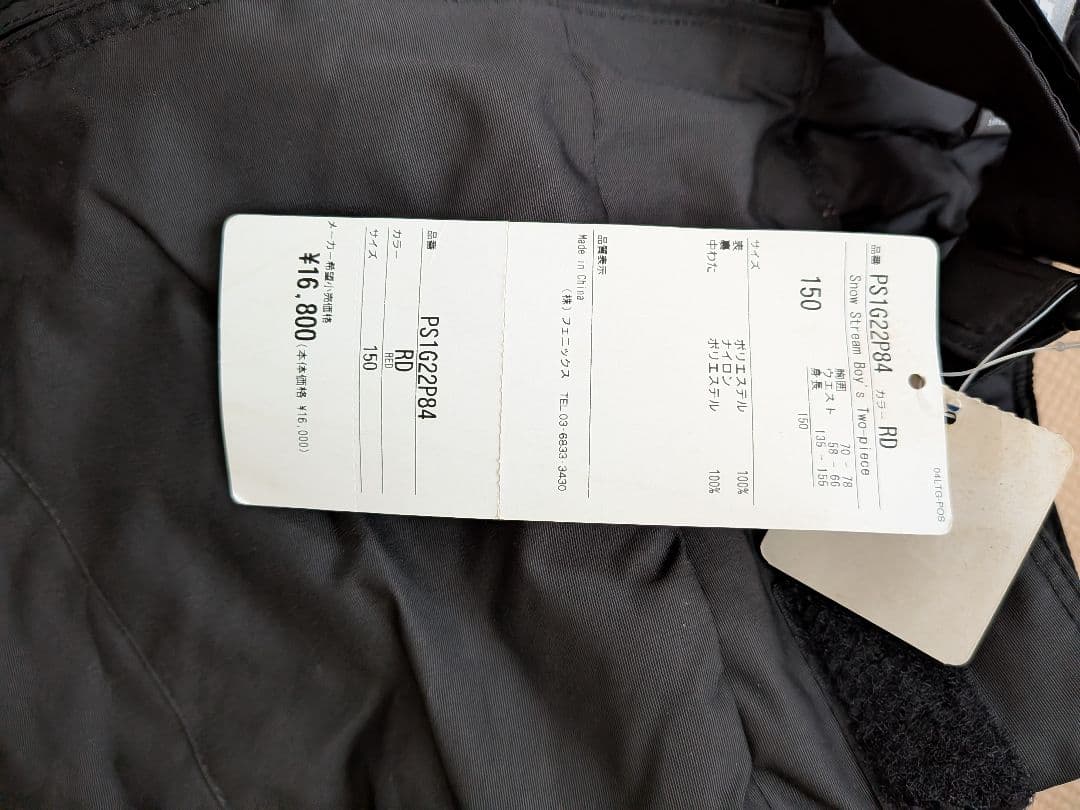 品番 PS1G22P84 カラー RD
Snow Stream Boy's Two-piece
サイズ 150 胸囲 70 - 78
ウエスト 58 - 66
身長 135 - 155
150
表 ポリエステル 100%
裏 ナイロン
中わた ポリエステル 100%
品質表示
Made in China
(株)フェニックス TEL 03-6833-3430
品番 PS1G22P84
カラー RD
RED
サイズ 150
メーカー希望小売価格
¥16,800(本体価格 ¥16,000)
04LTG-POS